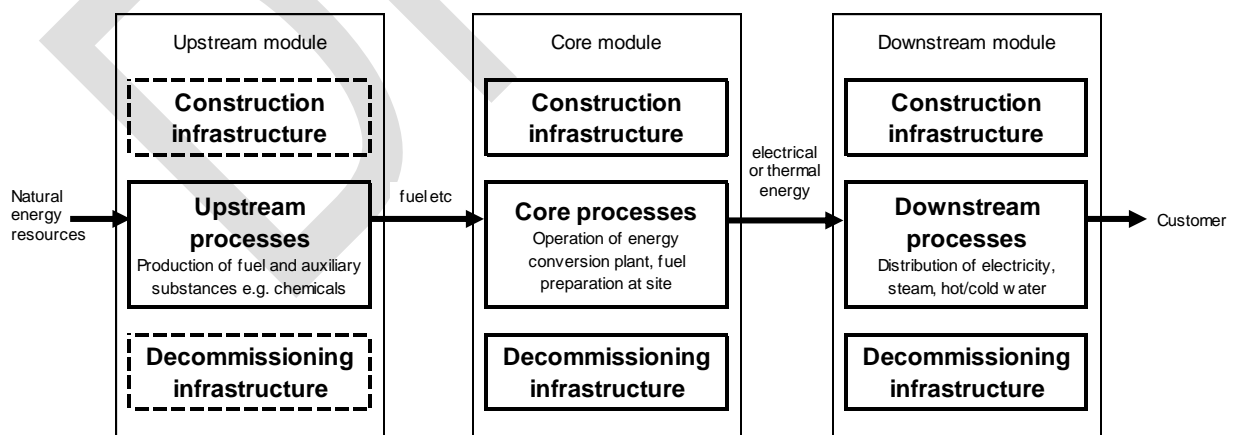 Upstream module
Construction
infrastructure
Natural
energy
resources
Upstream
processes
Production of fuel and auxiliary
substances e.g. chemicals
Decommissioning
infrastructure
fuel etc
Core module
Construction
infrastructure
Core processes
Operation of energy
conversion plant, fuel
preparation at site
Decommissioning
infrastructure
electrical
or thermal
energy
Downstream module
Construction
infrastructure
Downstream
processes
Distribution of electricity,
steam, hot/cold water
Decommissioning
infrastructure
Customer